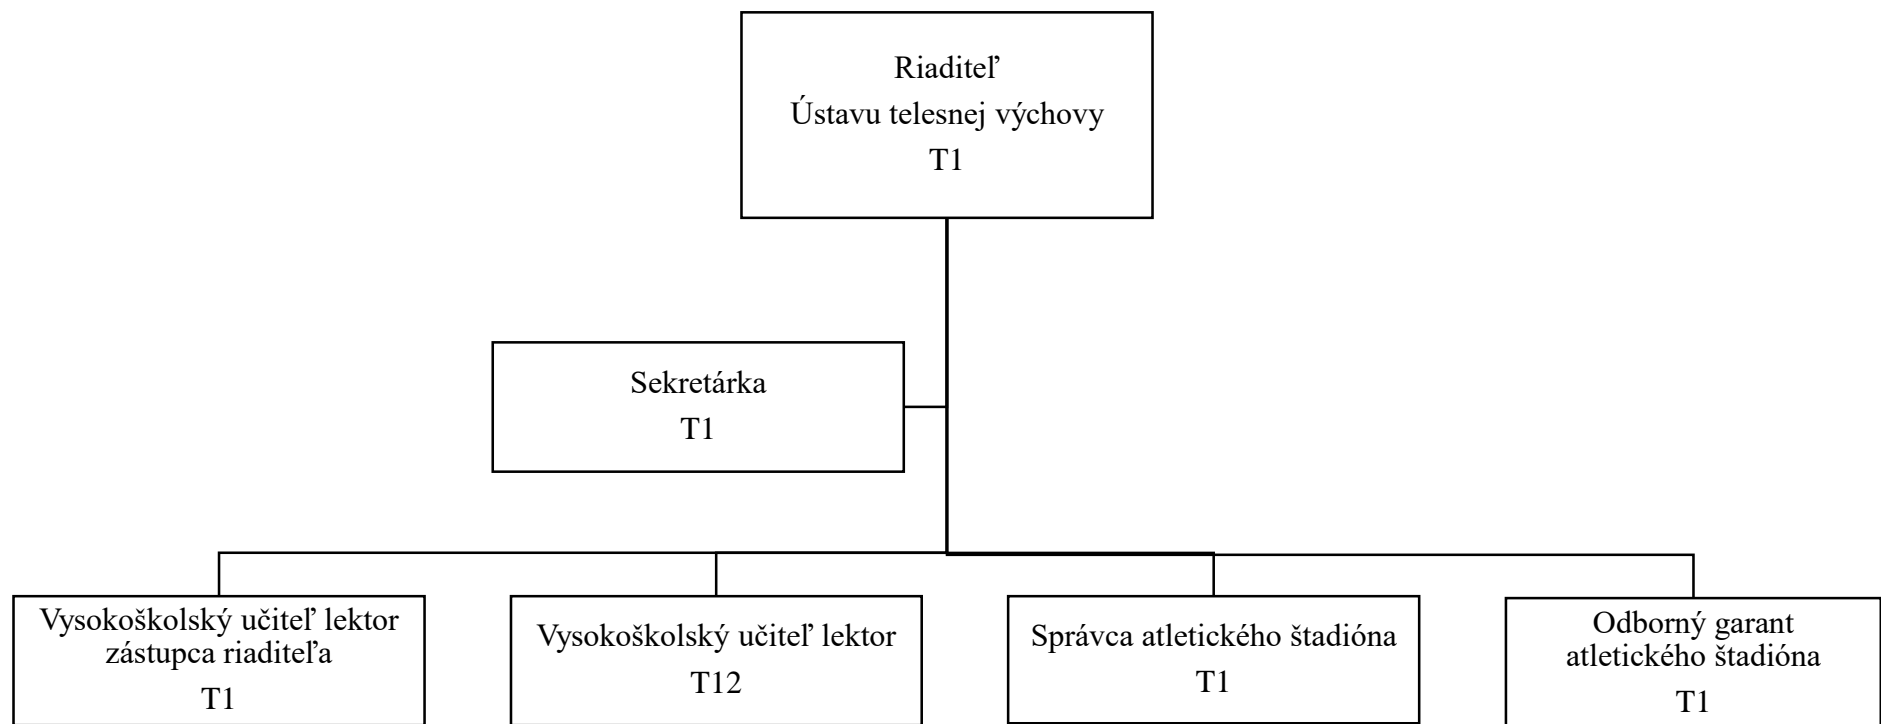 Riaditeľ
Ústavu telesnej výchovy
T1
Sekretárka
T1
Vysokoškolský učiteľ lektor
zástupca riaditeľa
T1
Vysokoškolský učiteľ lektor
T12
Správca atletického štadióna
T1
Odborný garant
atletického štadióna
T1